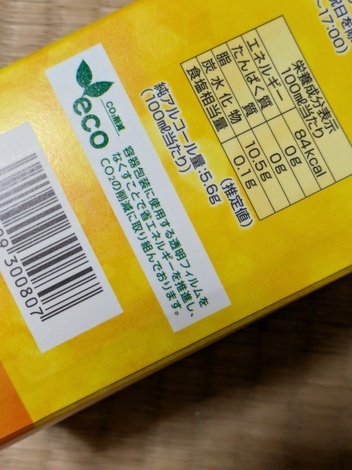 ~17:00)
栄養成分表示
100ml当たり
エネルギー 84kcal
たんぱく質 0g
脂質 0g
炭水化物 10.5g
食塩相当量 0.1g
(推定値)
純アルコール量:5.6g
(100ml当たり)
CO₂削減
eco
容器包装に使用する透明フィルムを
なくすことで省エネルギーを推進し、
CO₂の削減に取り組んでおります。
300807